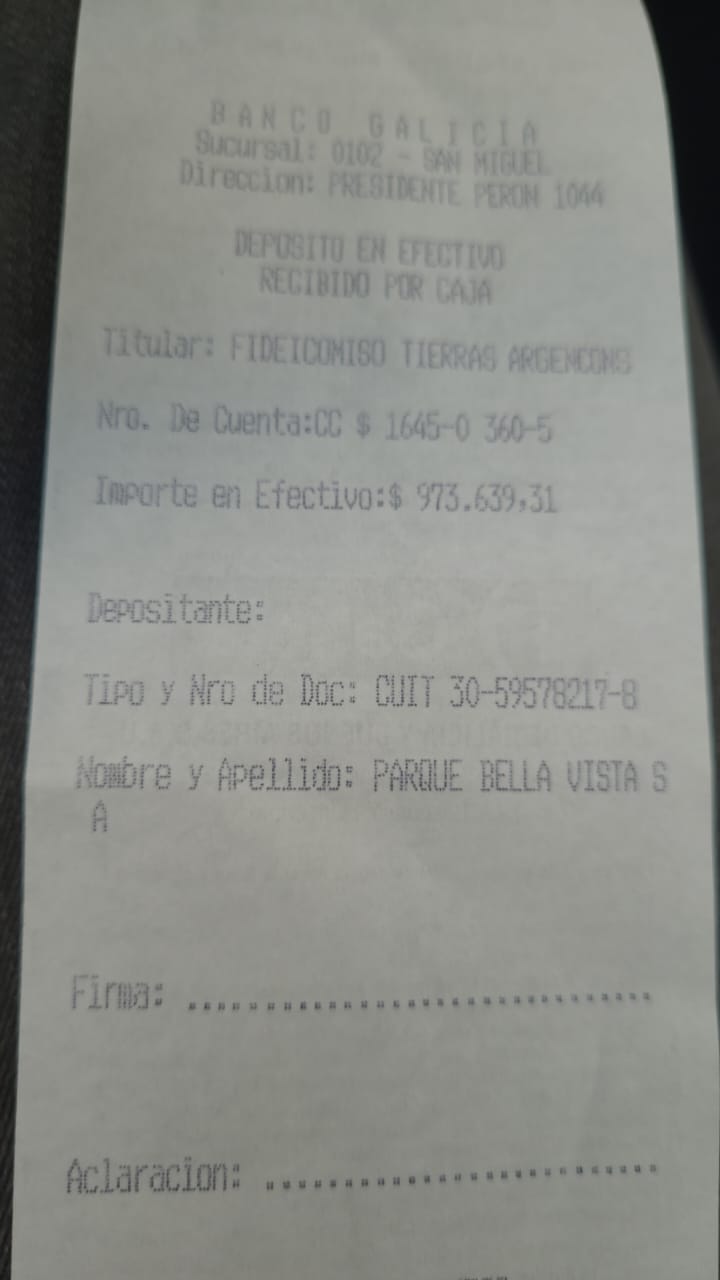 BANCO GALICIA
Sucursal: 0102 - SAN MIGUEL
Direccion: PRESIDENTE PERON 1044
DEPOSITO EN EFECTIVO
RECIBIDO POR CAJA
Titular: FIDEICOMISO TIERRAS ARGENCONS
Nro. De Cuenta:CC $ 1645-0 360-5
Importe en Efectivo:$ 973.639,31
Depositante:
Tipo y Nro de Doc: CUIT 30-59578217-8
Nombre y Apellido: PARQUE BELLA VISTA S
A
Firma: ..............................
Aclaracion: .........................